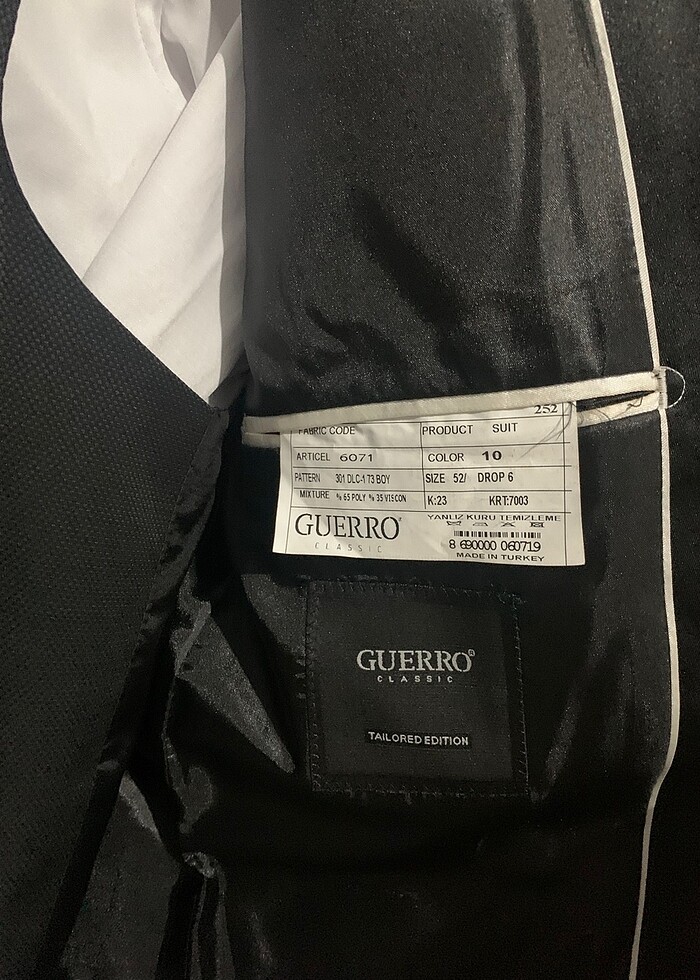 252
FABRIC CODE PRODUCT SUIT
ARTICEL 6071 COLOR 10
PATTERN 301 DLC-1 73 BOY SIZE 52/ DROP 6
MIXTURE % 65 POLY % 35 VISCON K:23 KRT:7003
GUERRO
CLASSIC
YANLIZ KURU TEMIZLEME
8 690000 060719
MADE IN TURKEY
GUERRO®
CLASSIC
TAILORED EDITION